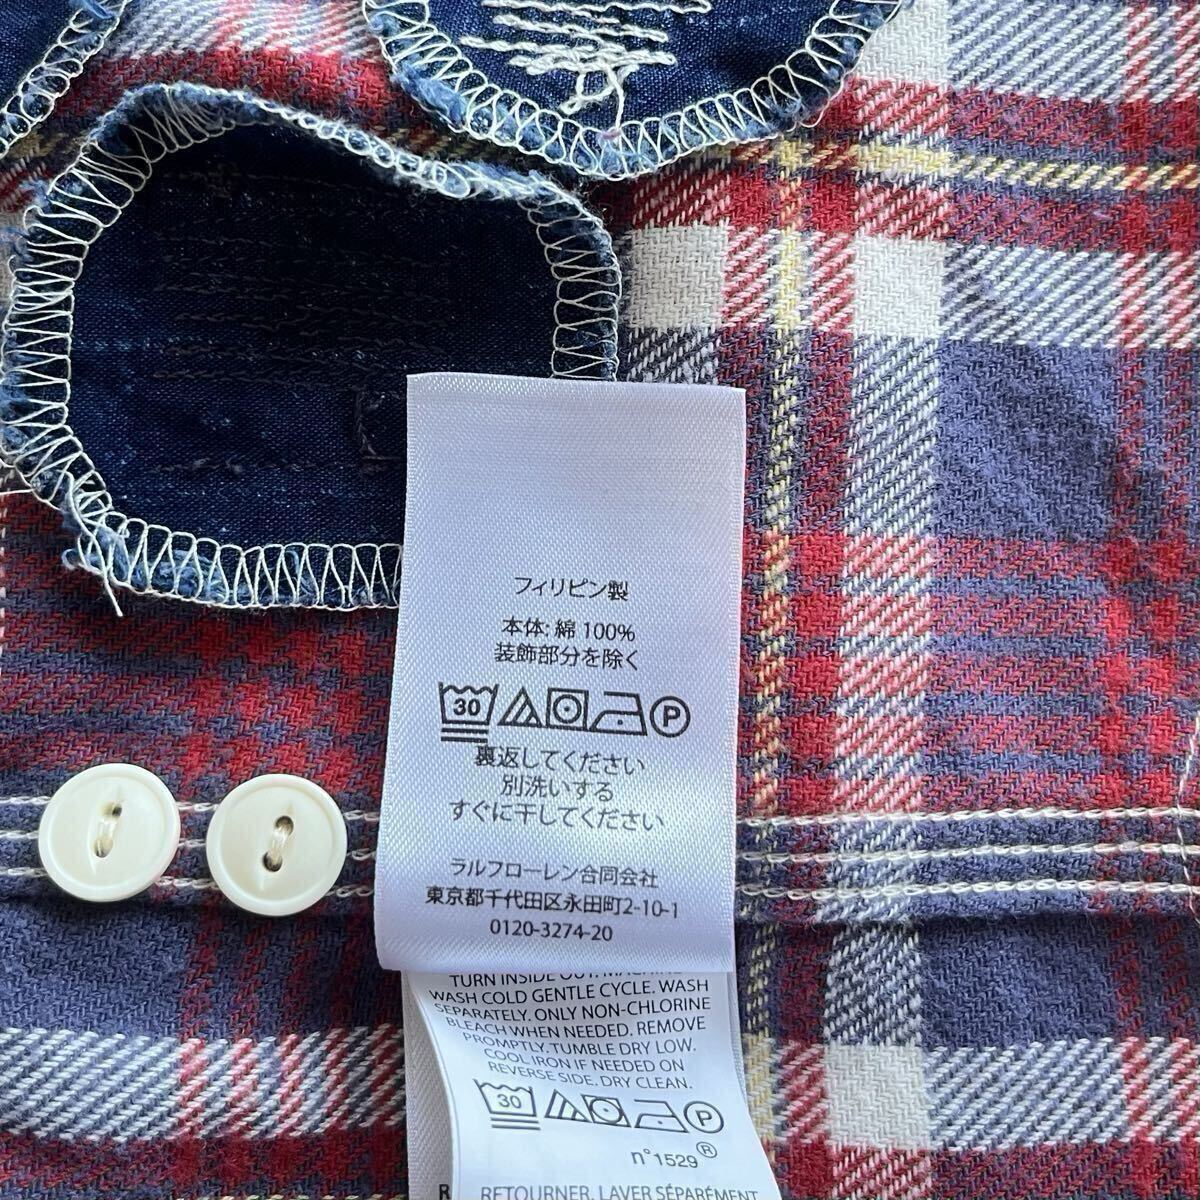 フィリピン製
本体: 綿 100%
装飾部分を除く
30 P
裏返してください
別洗いする
すぐに干してください
ラルフローレン合同会社
東京都千代田区永田町2-10-1
0120-3274-20
TURN INSIDE OUT. MACHINE
WASH COLD GENTLE CYCLE. WASH
SEPARATELY. ONLY NON-CHLORINE
BLEACH WHEN NEEDED. REMOVE
PROMPTLY. TUMBLE DRY LOW.
COOL IRON IF NEEDED ON
REVERSE SIDE. DRY CLEAN.
30 P
n°1529®
R RETOURNER. LAVER SÉPARÉMENT